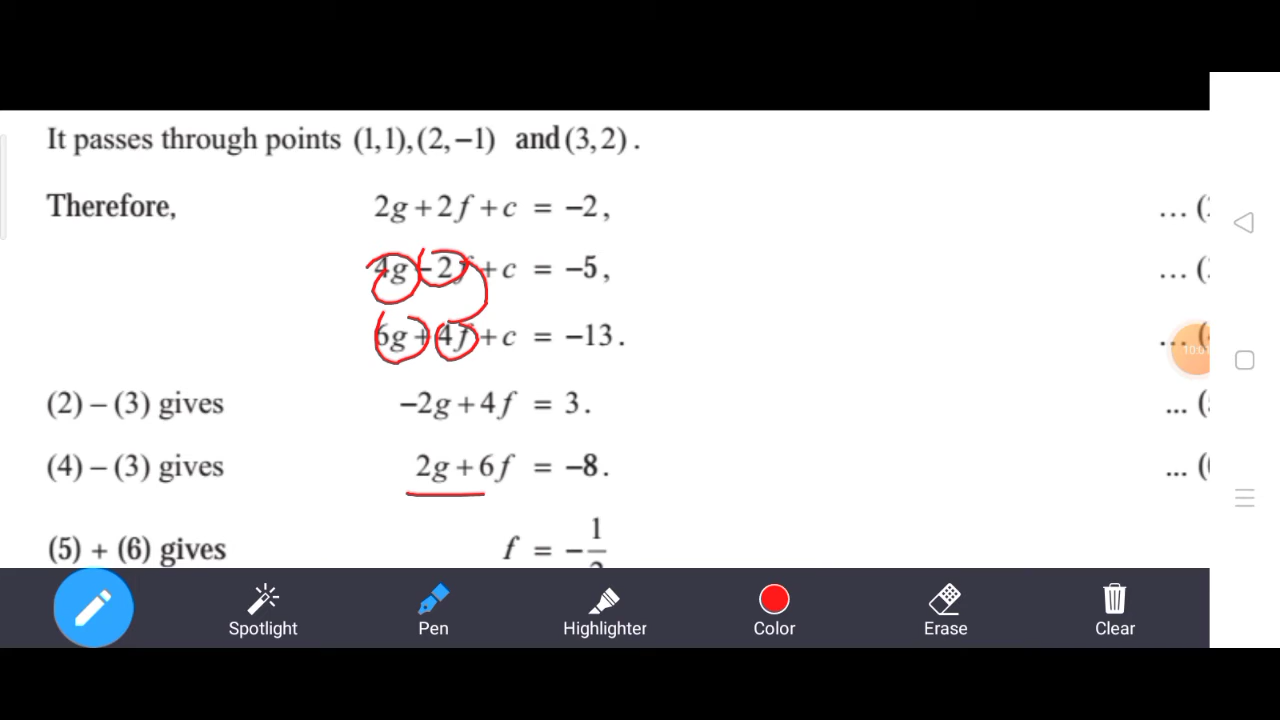 It passes through points (1,1),(2,−1) and (3,2).
Therefore, 2g+2f+c = −2, ... (
4g−2f+c = −5, ... (
6g+4f+c = −13. ... (
(2) – (3) gives −2g+4f = 3. ... (
(4) – (3) gives 2g+6f = −8. ... (
(5) + (6) gives f = −1/2
Spotlight Pen Highlighter Color Erase Clear